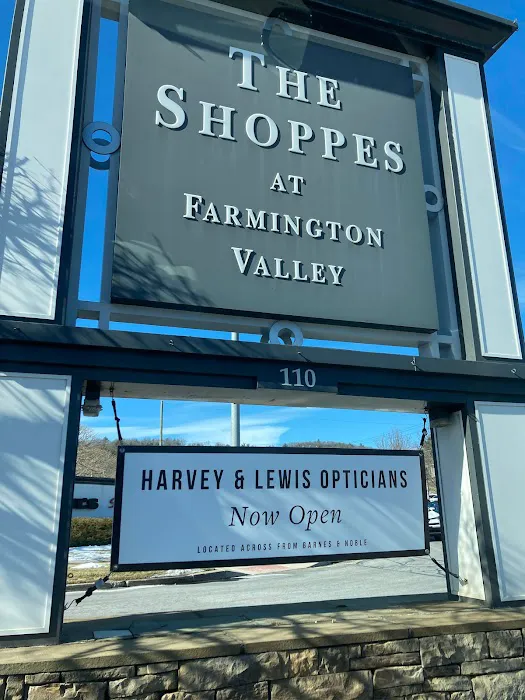 THE
SHOPPES
AT
FARMINGTON
VALLEY
110
HARVEY & LEWIS OPTICIANS
Now Open
LOCATED ACROSS FROM BARNES & NOBLE